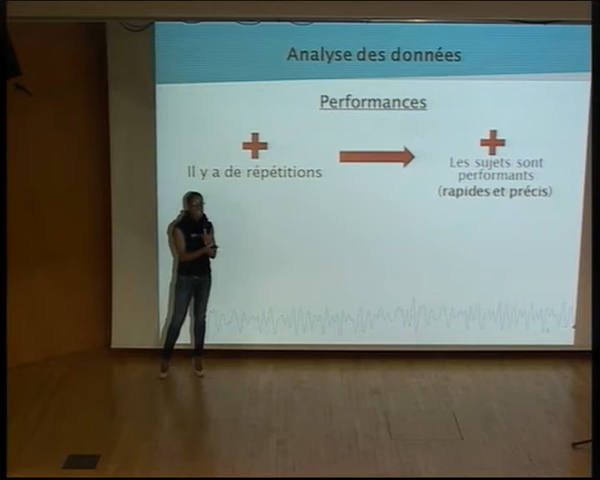 Analyse des données
Performances
+
Il y a de répétitions
+
Les sujets sont
performants
(rapides et précis)